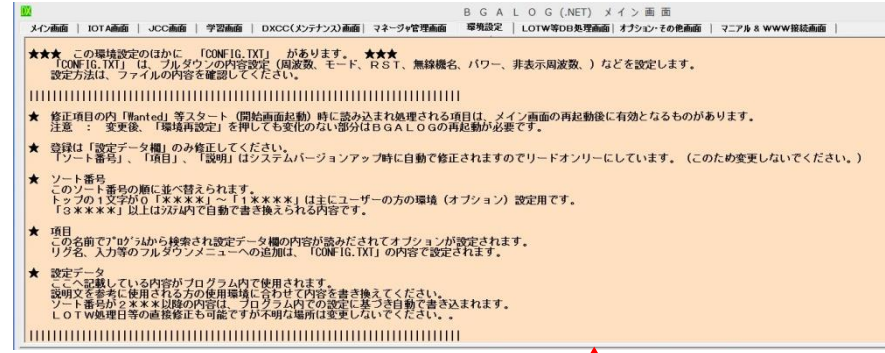 ＢＧＡＬＯＧ(.NET) メイン画面
メイン画面 | IOTA画面 | JCC画面 | 学習画面 | DXCC(メンテナンス)画面 | マネージャ管理画面 環境設定 | LOTW等DB処理画面 | オプション・その他画面 | マニアル & WWW接続画面 |
★★★ この環境設定のほかに 「CONFIG.TXT」 があります。 ★★★
「CONFIG.TXT」 は、プルダウンの内容設定（周波数、モード、ＲＳＴ、無線機名、パワー、非表示周波数、）などを設定します。
設定方法は、ファイルの内容を確認してください。
★ 修正項目の内「Wanted」等スタート（開始画面起動）時に読み込まれ処理される項目は、メイン画面の再起動後に有効となるものがあります。
注意 ： 変更後、「環境再設定」を押しても変化のない部分はＢＧＡＬＯＧの再起動が必要です。
★ 登録は「設定データ欄」のみ修正してください。
「ソート番号」、「項目」、「説明」はシステムバージョンアップ時に自動で修正されますのでリードオンリーにしています。（このため変更しないでください。）
★ ソート番号
このソート番号の順に並べ替えられます。
トップの１文字が０「＊＊＊＊」～「１＊＊＊＊」は主にユーザーの方の環境（オプション）設定用です。
「３＊＊＊＊」以上はｼｽﾃﾑ内で自動で書き換えられる内容です。
★ 項目
この名前でﾌﾟﾛｸﾞﾗﾑから検索され設定データ欄の内容が読みだされてオプションが設定されます。
リグ名、入力等のフルダウンメニューへの追加は、「CONFIG.TXT」の内容で設定されます。
★ 設定データ
ここへ記載している内容がプログラム内で使用されます。
説明文を参考に使用される方の使用環境に合わせて内容を書き換えてください。
ソート番号が２＊＊＊以降の内容は、プログラム内での設定に基づき自動で書き込まれます。
ＬＯＴＷ処理日等の直接修正も可能ですが不明な場所は変更しないでください。.